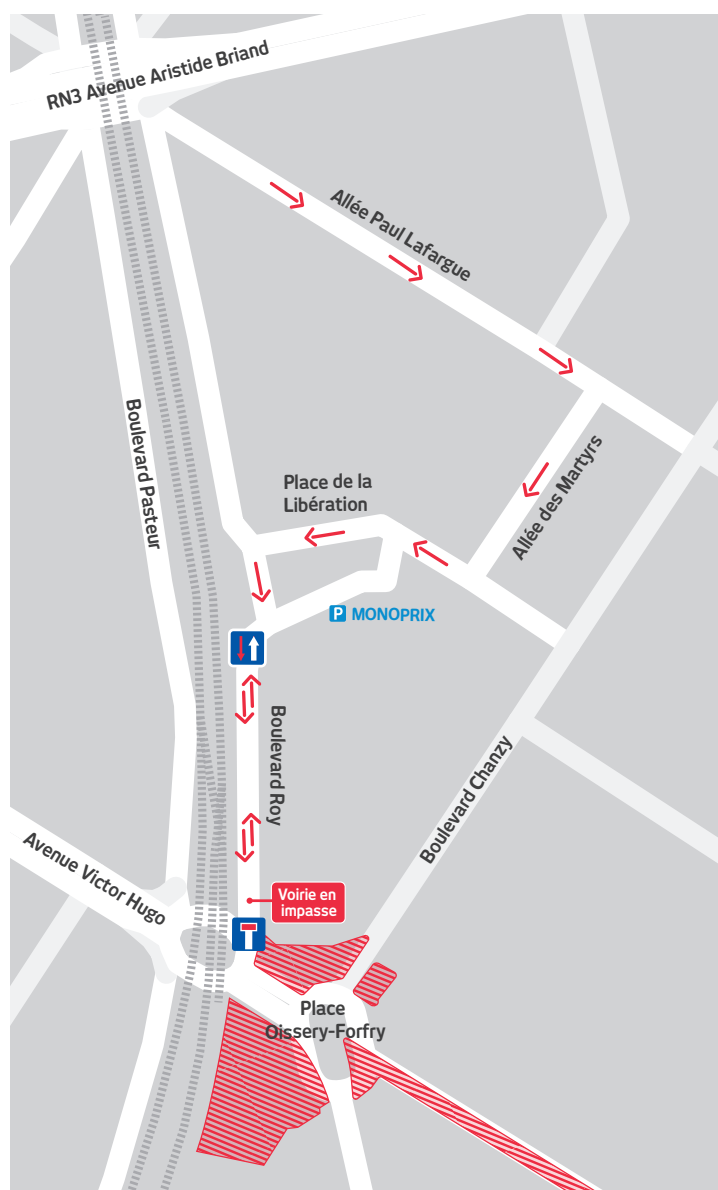 RN3 Avenue Aristide Briand
Allée Paul Lafargue
Boulevard Pasteur
Allée des Martyrs
Place de la
Libération
P MONOPRIX
Boulevard Roy
Boulevard Chanzy
Avenue Victor Hugo
Voirie en
impasse
Place
Oissery-Forfry